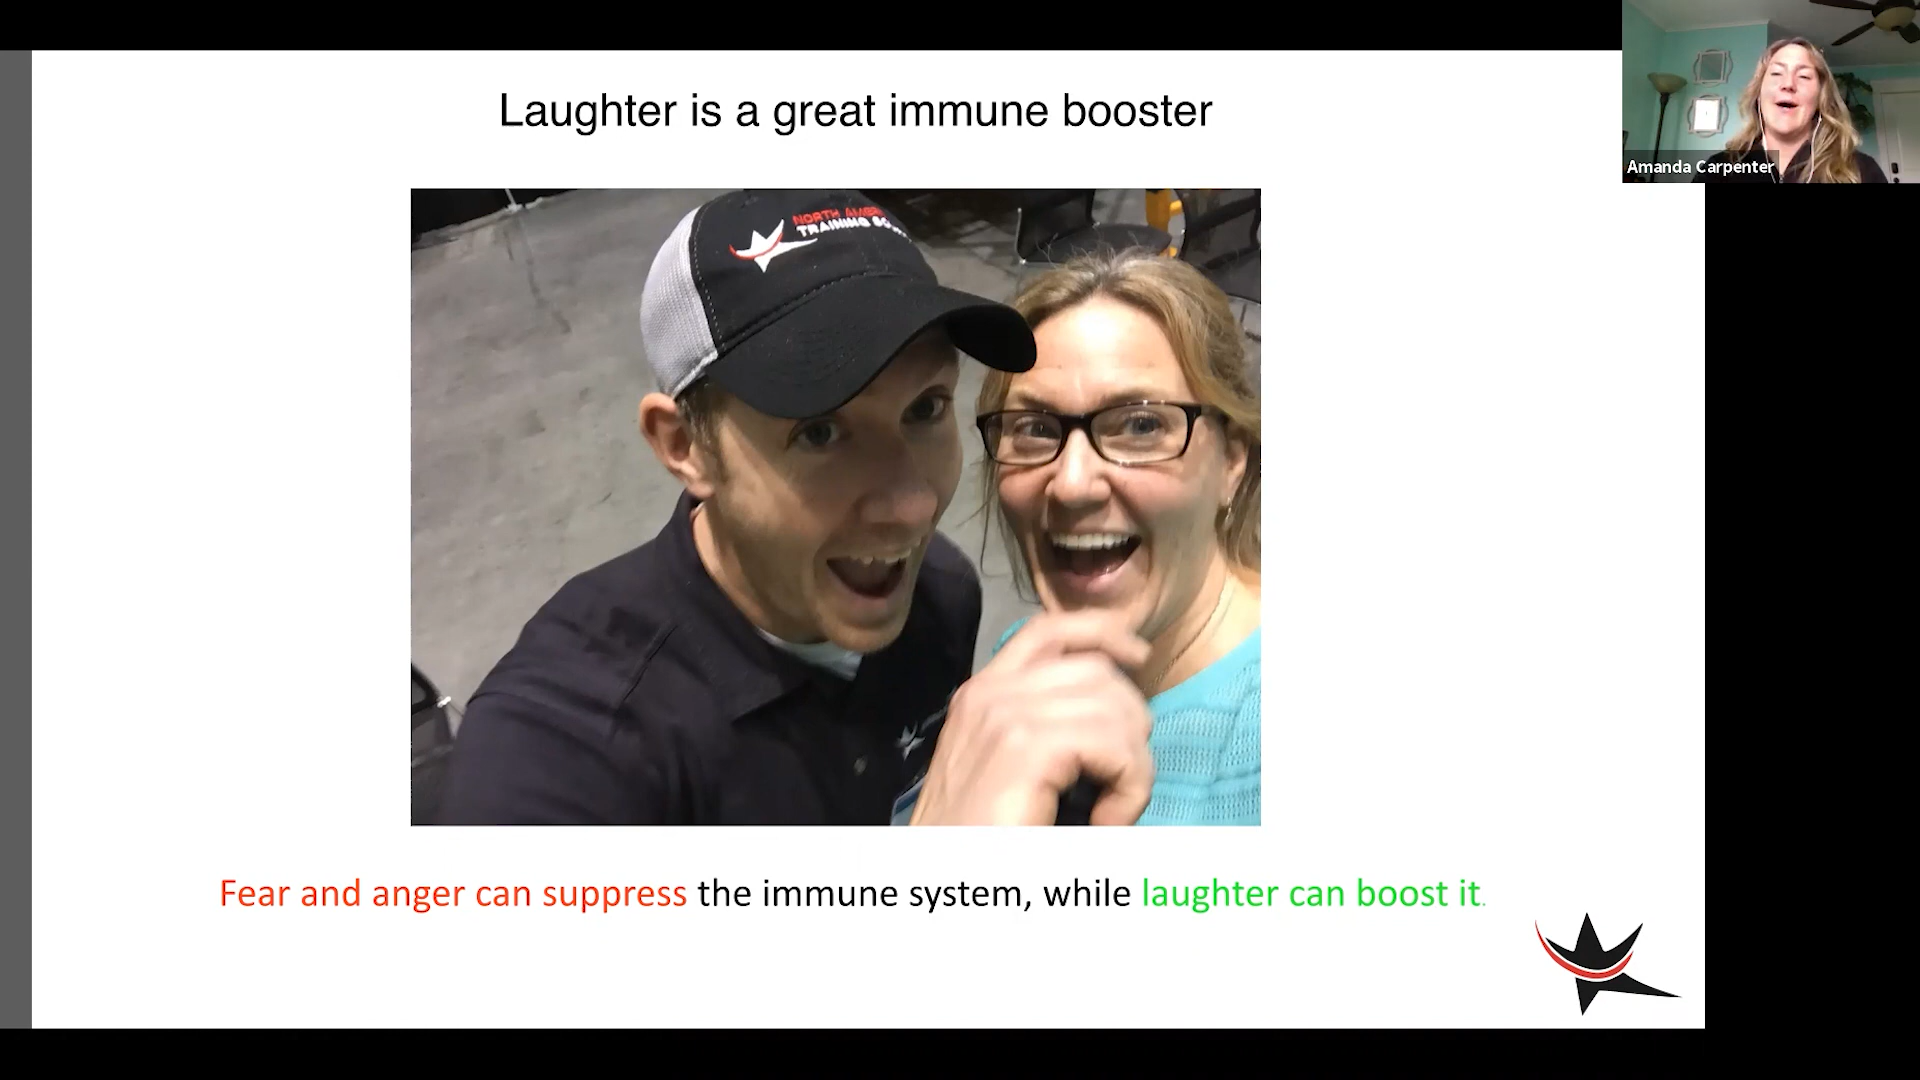 Laughter is a great immune booster
Amanda Carpenter
NORTH
TRAINING
Fear and anger can suppress the immune system, while laughter can boost it.